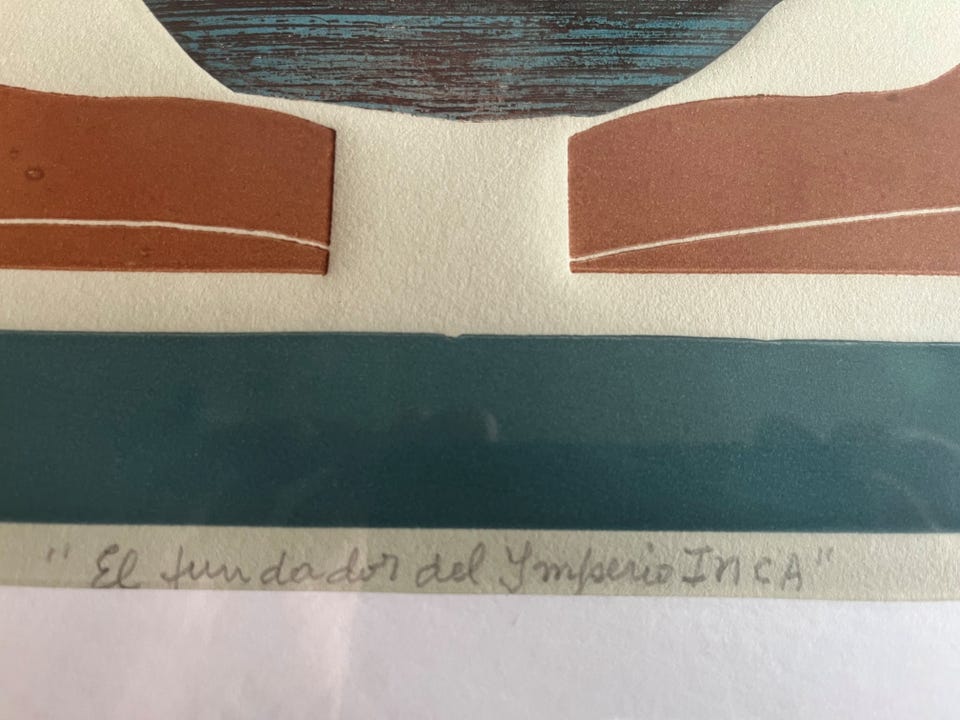 "El fundador del Ymperio INCA"